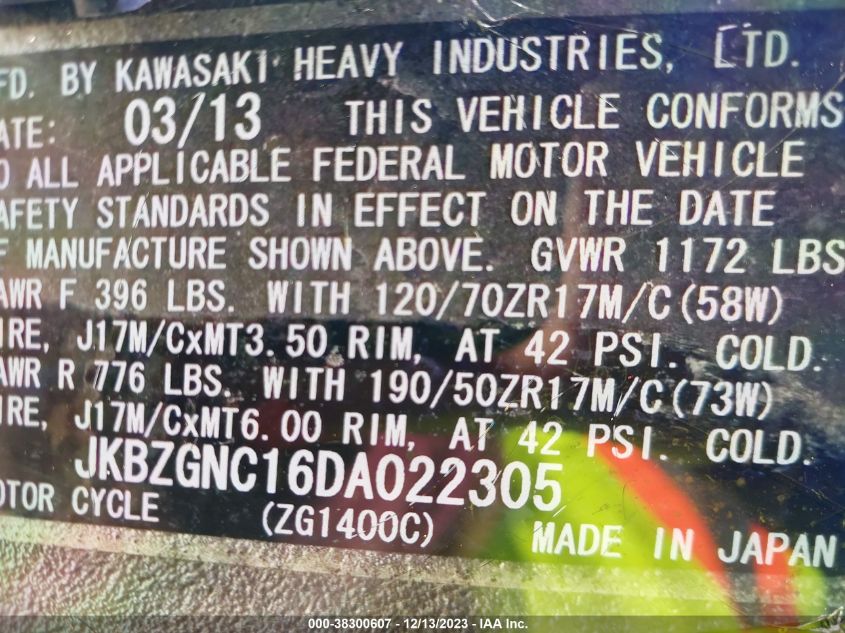 FD. BY KAWASAKI HEAVY INDUSTRIES, LTD.
ATE: 03/13 THIS VEHICLE CONFORMS
O ALL APPLICABLE FEDERAL MOTOR VEHICLE
AFETY STANDARDS IN EFFECT ON THE DATE
F MANUFACTURE SHOWN ABOVE. GVWR 1172 LBS
AWR F 396 LBS. WITH 120/70ZR17M/C(58W)
IRE, J17M/CxMT3.50 RIM, AT 42 PSI. COLD.
AWR R 776 LBS. WITH 190/50ZR17M/C(73W)
IRE, J17M/CxMT6.00 RIM, AT 42 PSI. COLD.
JKBZGNC16DA022305
OTOR CYCLE (ZG1400C) MADE IN JAPAN
000-38300607 - 12/13/2023 - IAA Inc.